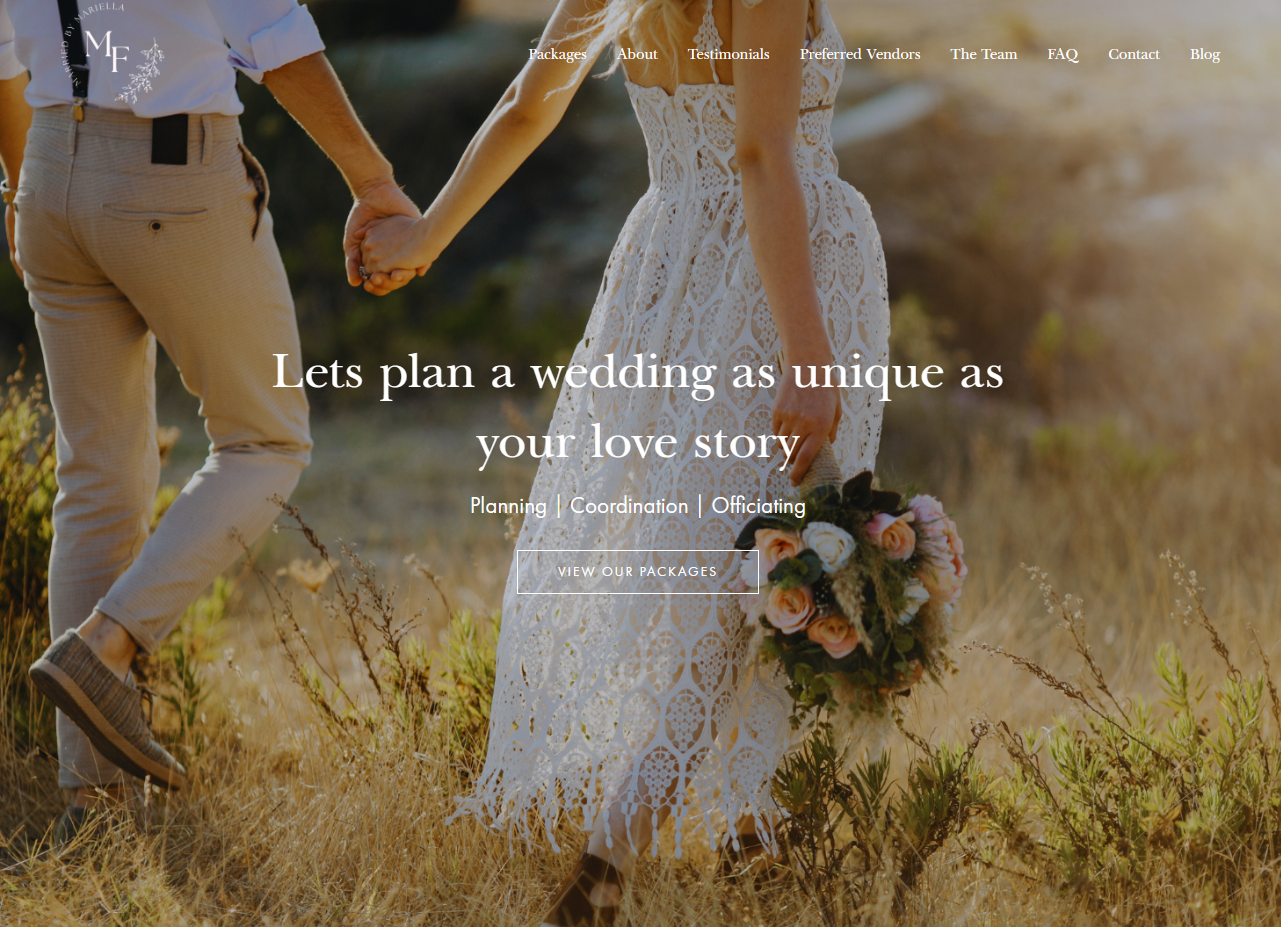 MARRIED BY MARIELLA
MF
Packages About Testimonials Preferred Vendors The Team FAQ Contact Blog
Lets plan a wedding as unique as
your love story
Planning | Coordination | Officiating
VIEW OUR PACKAGES